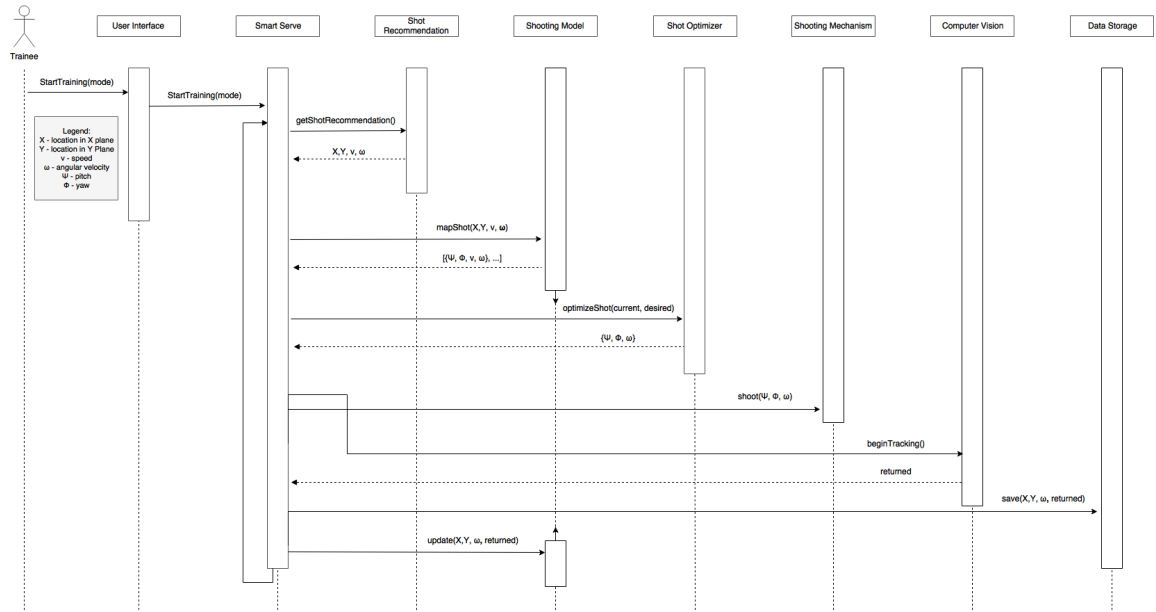 User Interface
Smart Serve
Shot
Recommendation
Shooting Model
Shot Optimizer
Shooting Mechanism
Computer Vision
Data Storage
Trainee
StartTraining(mode)
StartTraining(mode)
Legend:
X - location in X plane
Y - location in Y Plane
v - speed
ω - angular velocity
Ψ - pitch
Φ - yaw
getShotRecommendation()
X,Y, v, ω
mapShot(X,Y, v, ω)
[{Ψ, Φ, v, ω}, ...]
optimizeShot(current, desired)
{Ψ, Φ, ω}
shoot(Ψ, Φ, ω)
beginTracking()
returned
save(X,Y, ω, returned)
update(X,Y, ω, returned)